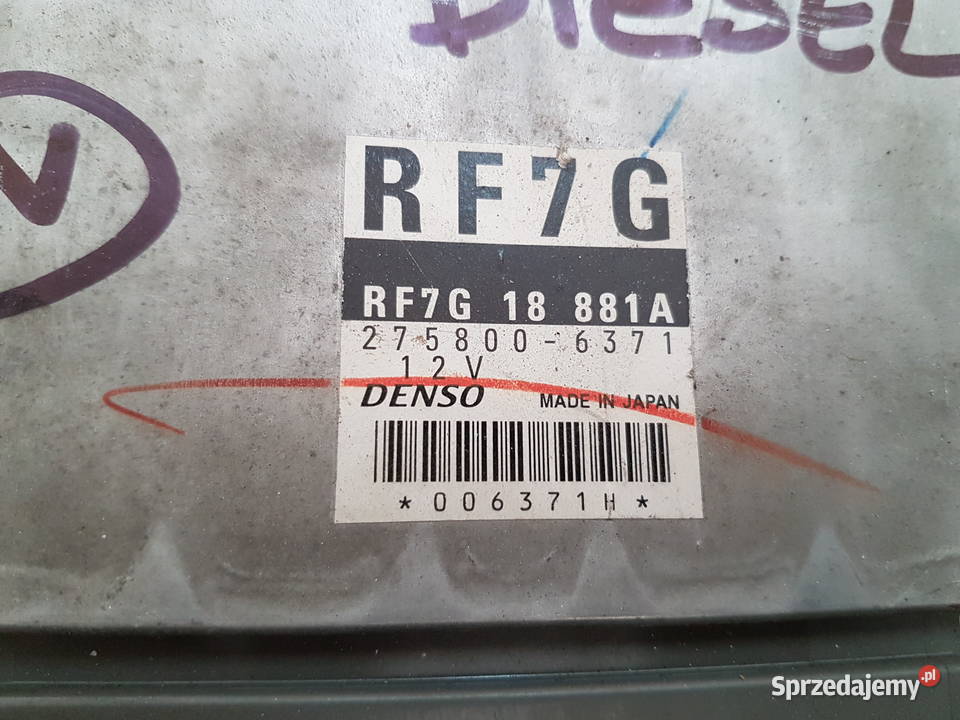 DIESEL
RF7G
RF7G 18 881A
275800-6371
12V
DENSO MADE IN JAPAN
*006371H*
Sprzedajemy.pl